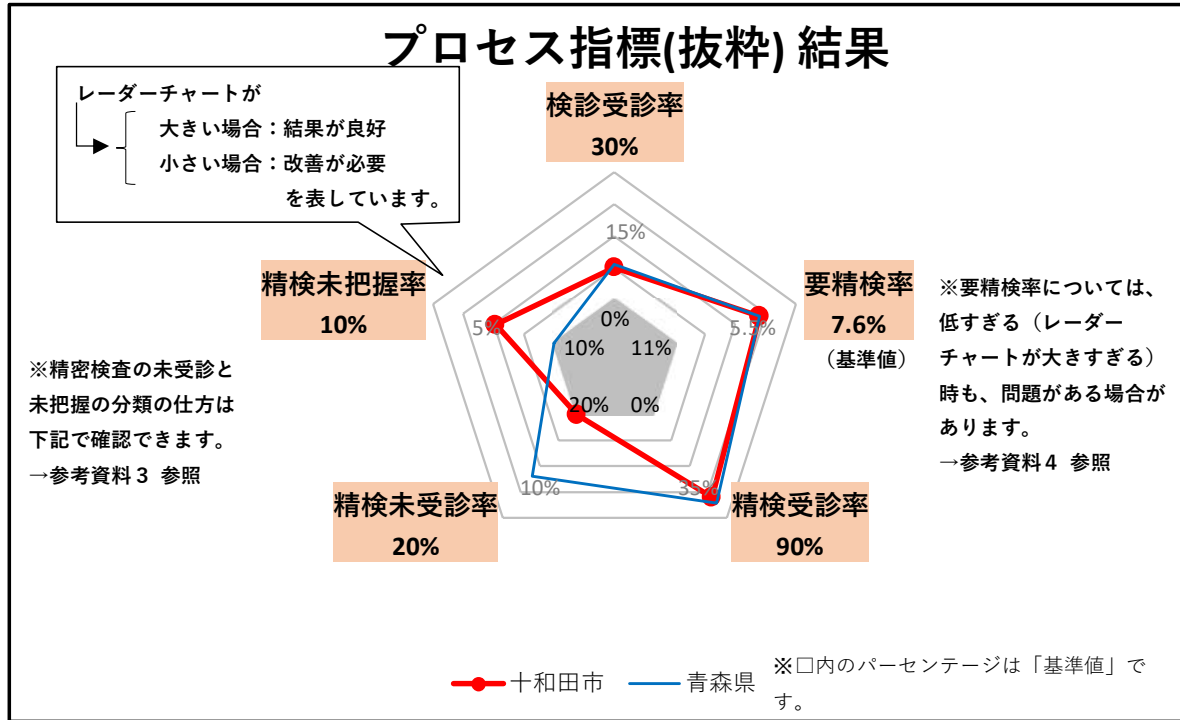 プロセス指標(抜粋) 結果
レーダーチャートが
大きい場合：結果が良好
小さい場合：改善が必要
を表しています。
検診受診率
30%
15%
精検未把握率
10%
要精検率
7.6%
（基準値）
5%
5.5%
0%
10%
11%
20%
0%
※要精検率については、
低すぎる（レーダー
チャートが大きすぎる）
時も、問題がある場合が
あります。
→参考資料４ 参照
※精密検査の未受診と
未把握の分類の仕方は
下記で確認できます。
→参考資料３ 参照
10%
35%
精検未受診率
20%
精検受診率
90%
十和田市
青森県
※□内のパーセンテージは「基準値」で
す。